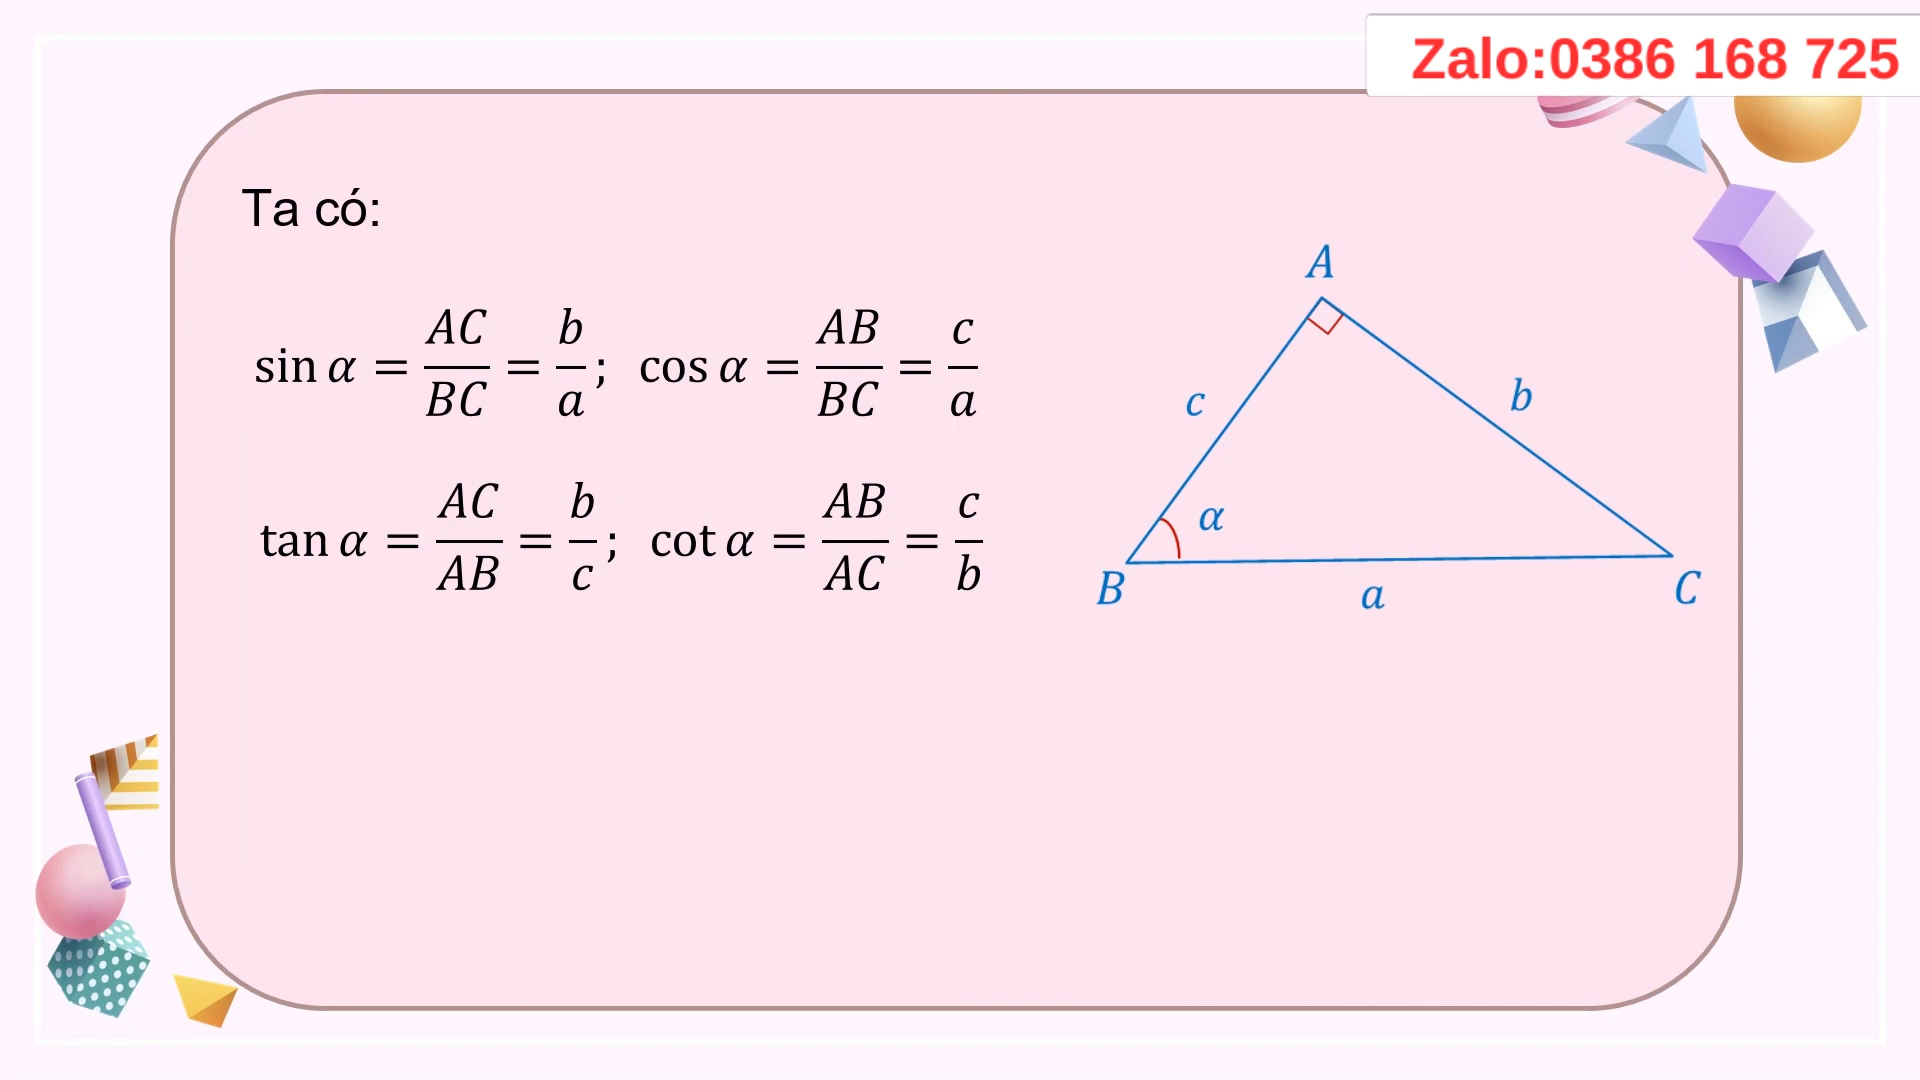 Zalo:0386 168 725
Ta có:
sin α = AC/BC = b/a ; cos α = AB/BC = c/a
tan α = AC/AB = b/c ; cot α = AB/AC = c/b
A
c
b
α
B
a
C